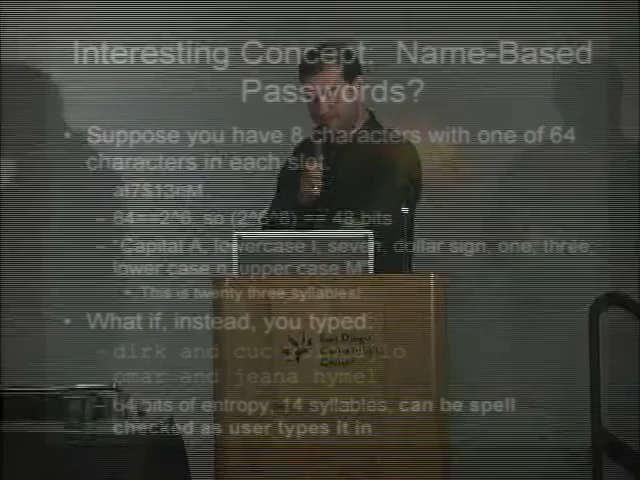 Interesting Concept: Name-Based
Passwords?
• Suppose you have 8 characters with one of 64
characters in each slot.
– 64==2^6, so (2^6^8) == 48 bits
– "Capital A, lowercase l, seven, dollar sign, one, three,
lower case n, upper case M"
• This is twenty three syllables!
• What if, instead, you typed:
– dirk and
omar and jeana hymel
– 64 bits of entropy, 14 syllables, can be spell
checked as user types it in
San Diego